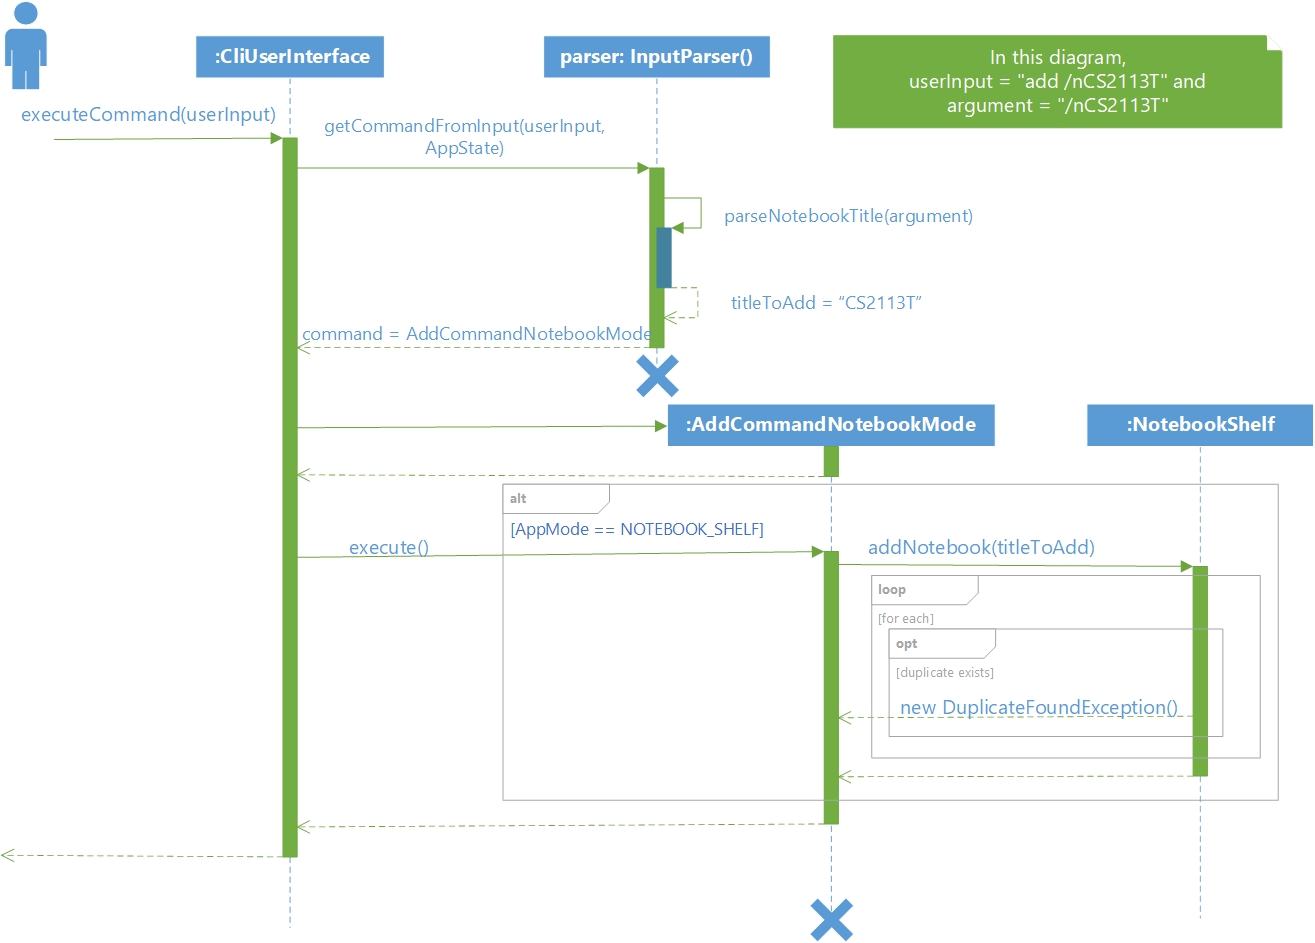 :CliUserInterface
parser: InputParser()
In this diagram,
userInput = "add /nCS2113T" and
argument = "/nCS2113T"
executeCommand(userInput)
getCommandFromInput(userInput,
AppState)
parseNotebookTitle(argument)
titleToAdd = “CS2113T”
command = AddCommandNotebookMode
:AddCommandNotebookMode
:NotebookShelf
alt
[AppMode == NOTEBOOK_SHELF]
execute()
addNotebook(titleToAdd)
loop
[for each]
opt
[duplicate exists]
new DuplicateFoundException()